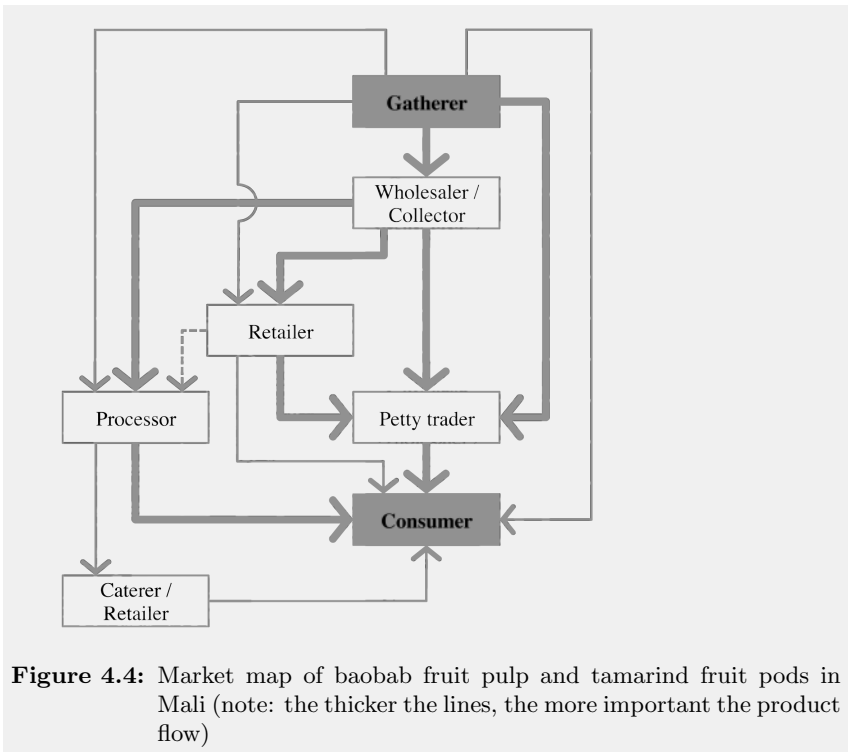 Gatherer
Wholesaler /
Collector
Retailer
Processor
Petty trader
Consumer
Caterer /
Retailer
Figure 4.4: Market map of baobab fruit pulp and tamarind fruit pods in
Mali (note: the thicker the lines, the more important the product
flow)